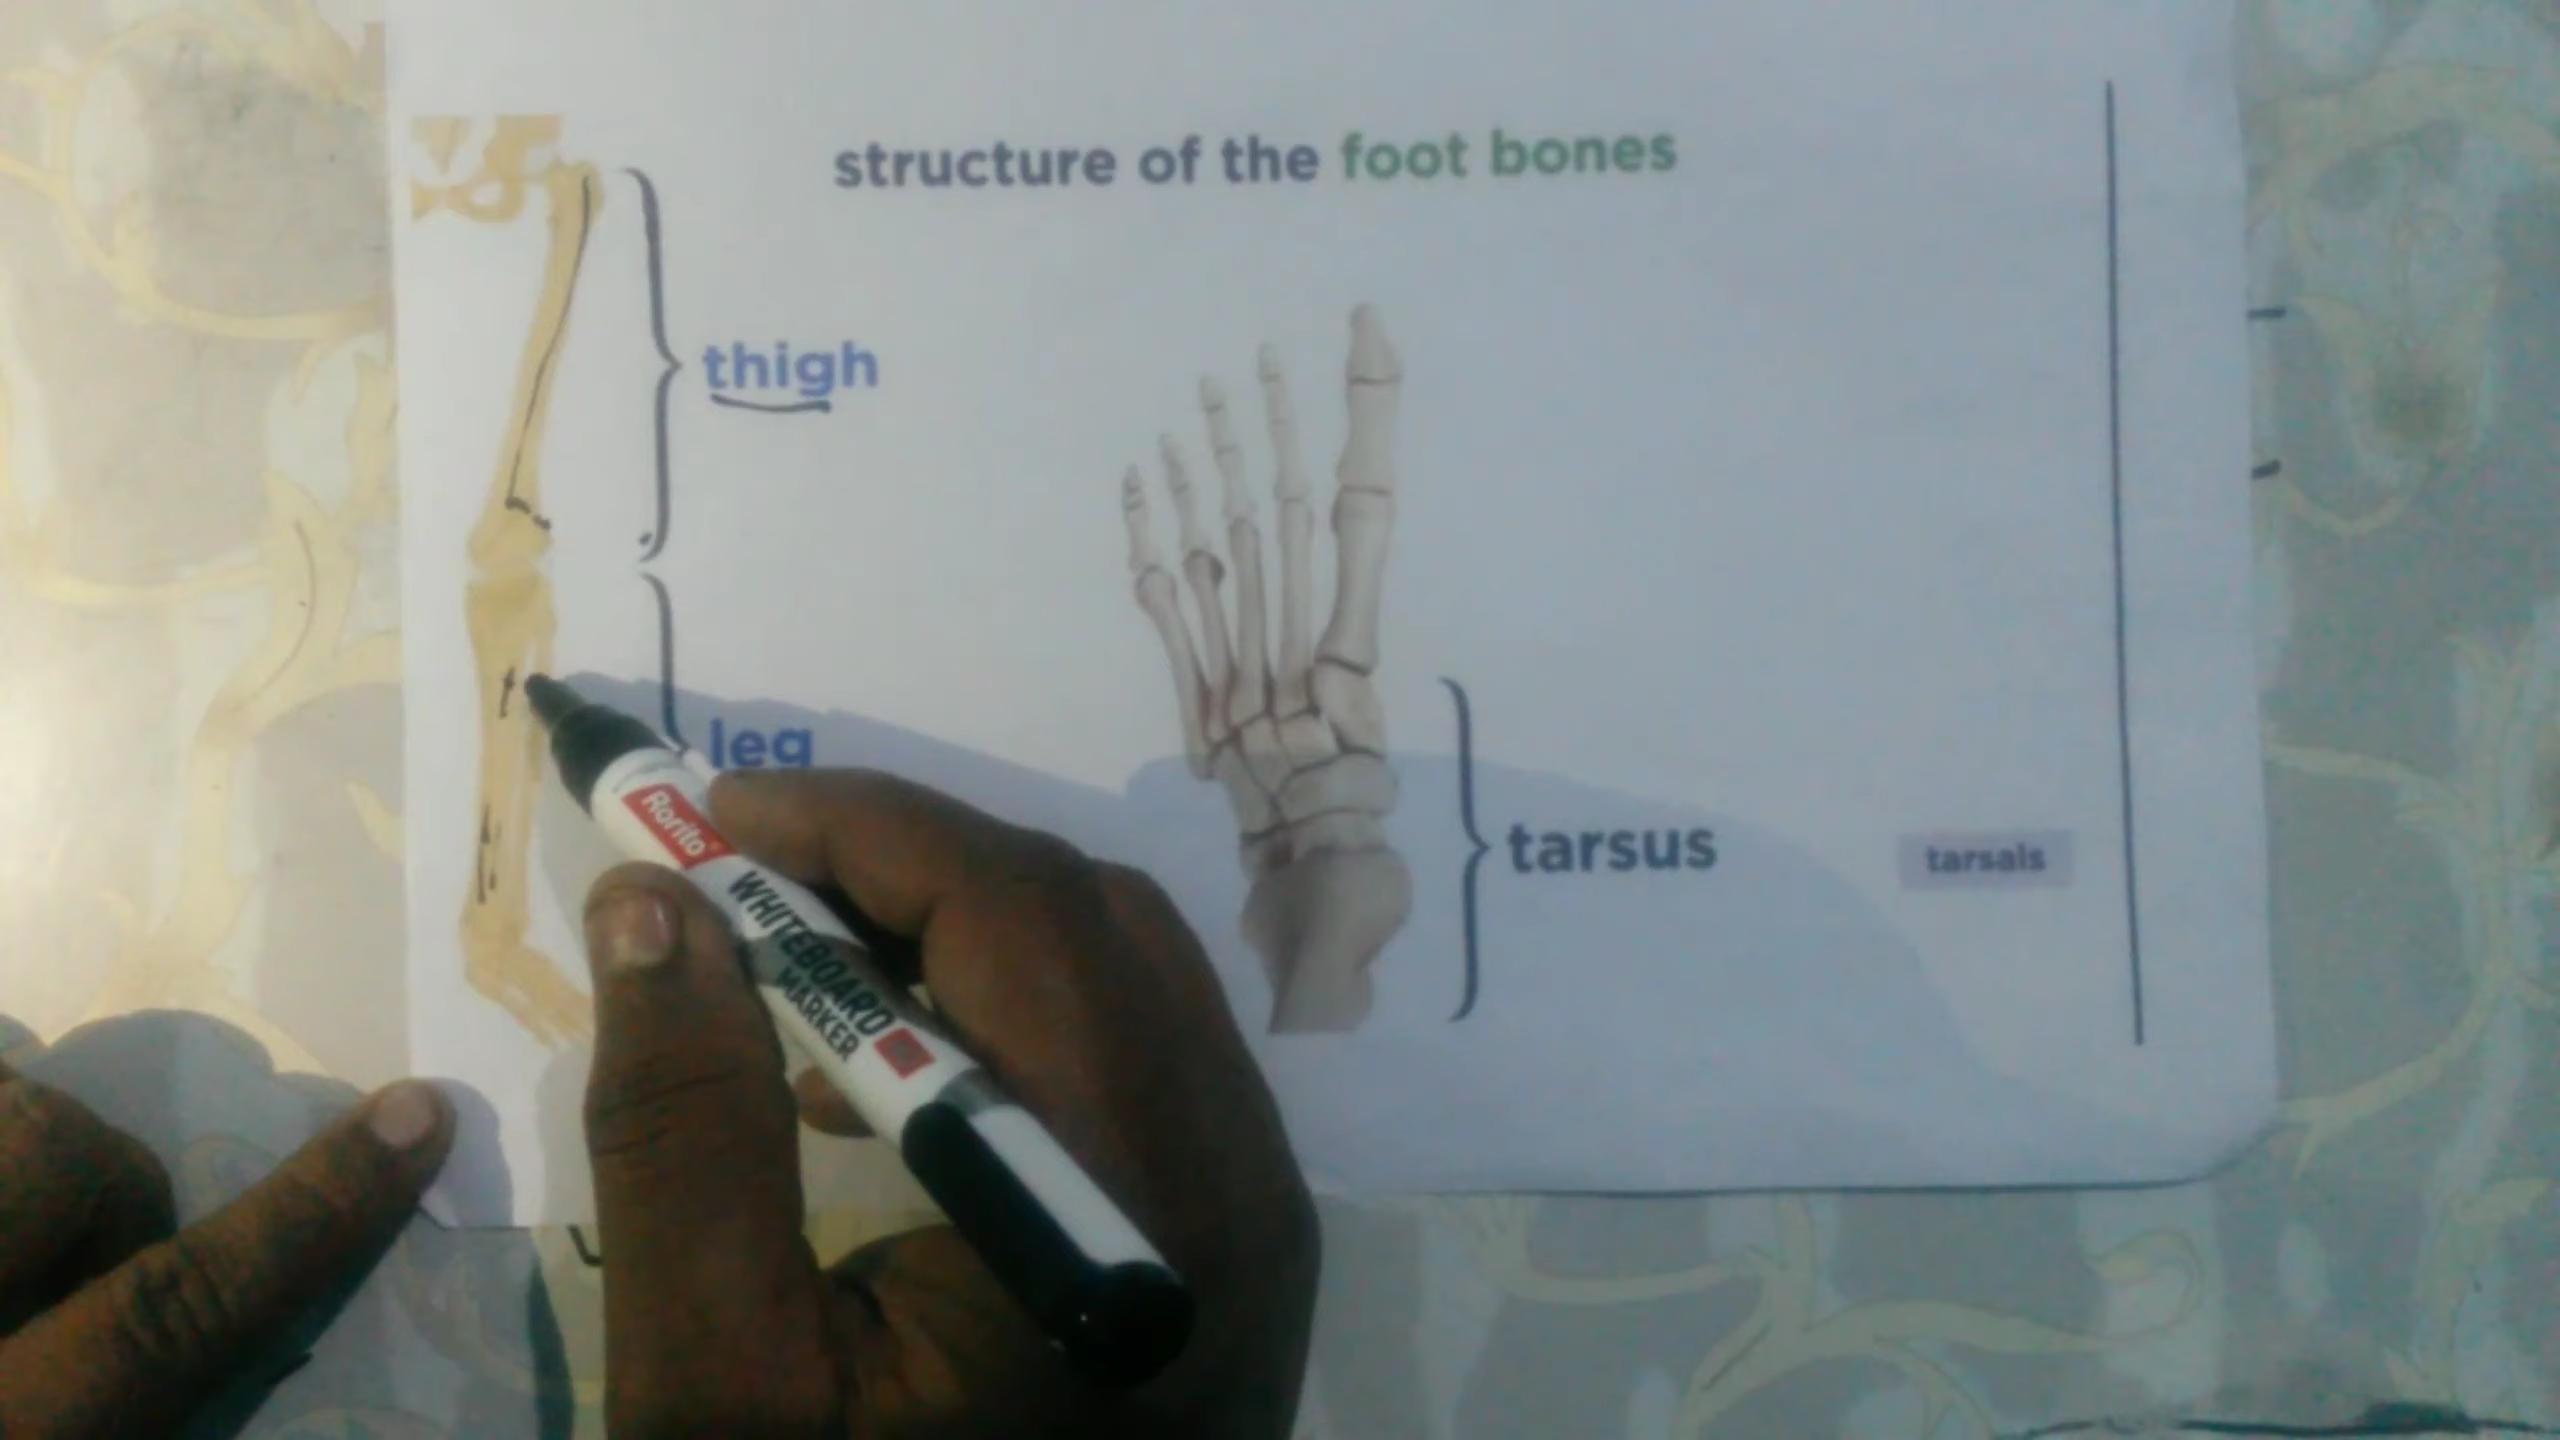 structure of the foot bones
thigh
leg
tarsus
tarsals
Rorito
WHITEBOARD
MARKER